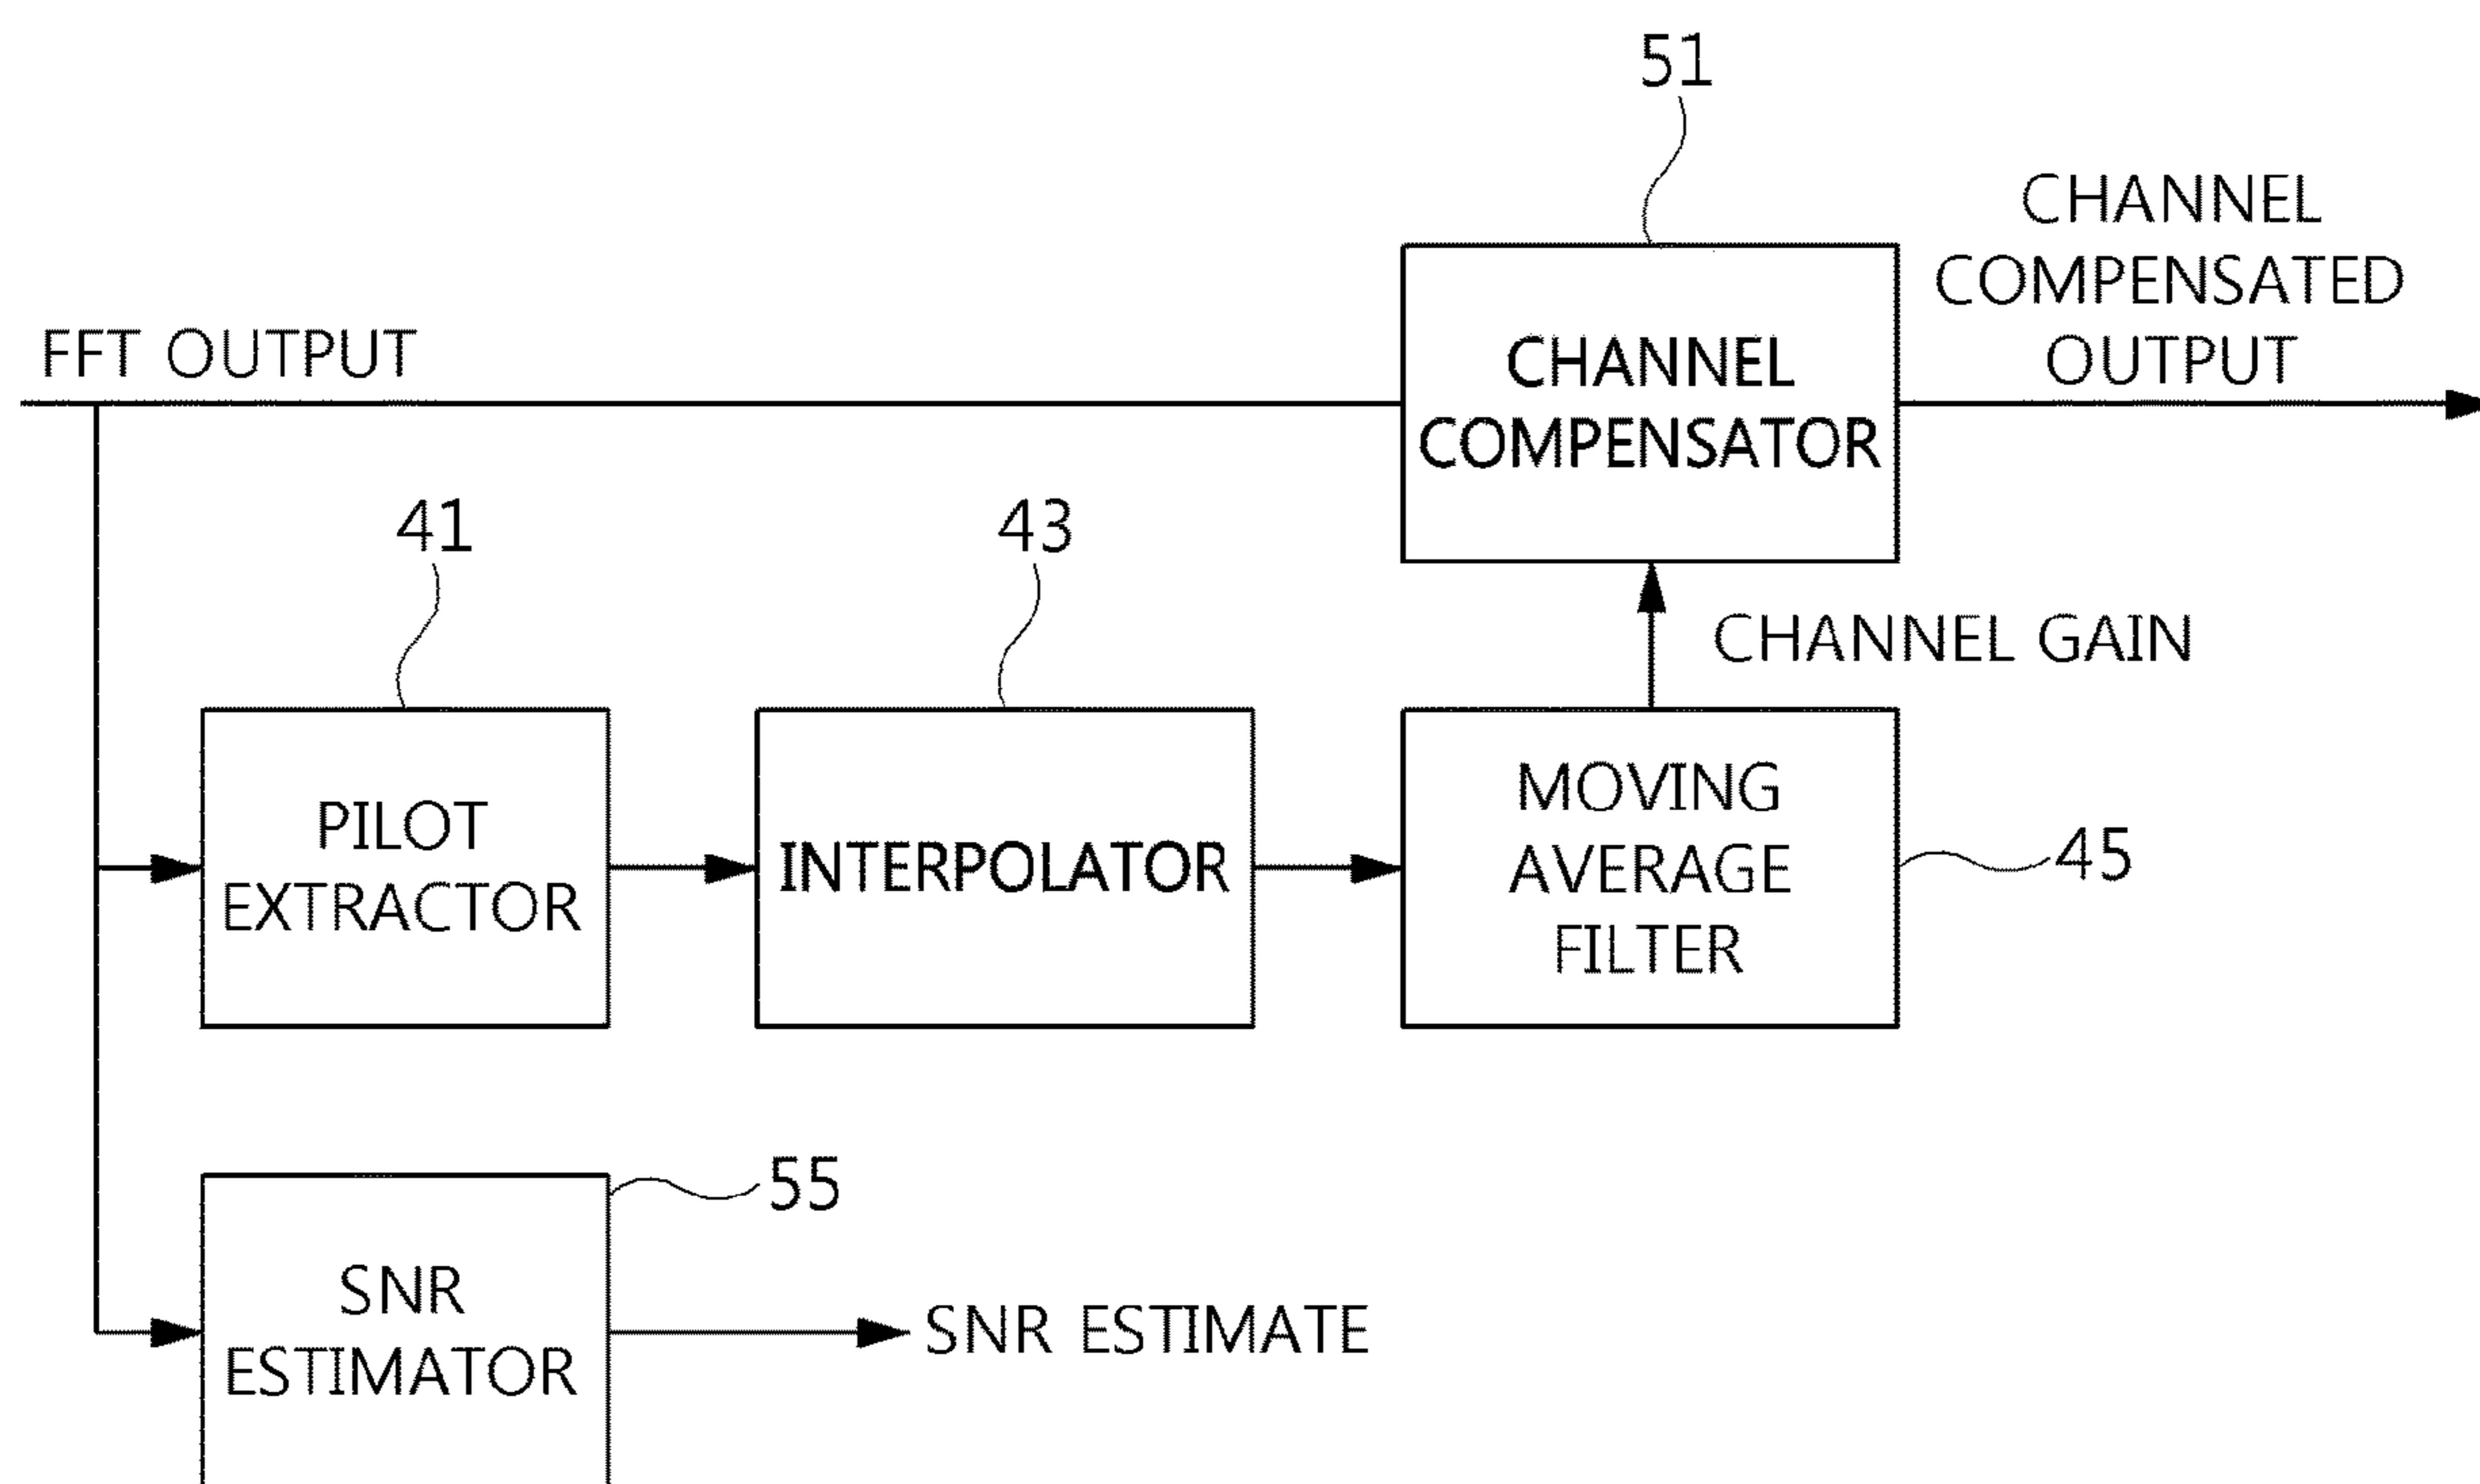 51
CHANNEL
COMPENSATED
OUTPUT
FFT OUTPUT
CHANNEL
COMPENSATOR
41
43
CHANNEL GAIN
PILOT
EXTRACTOR
INTERPOLATOR
MOVING
AVERAGE
FILTER
45
55
SNR
ESTIMATOR
SNR ESTIMATE